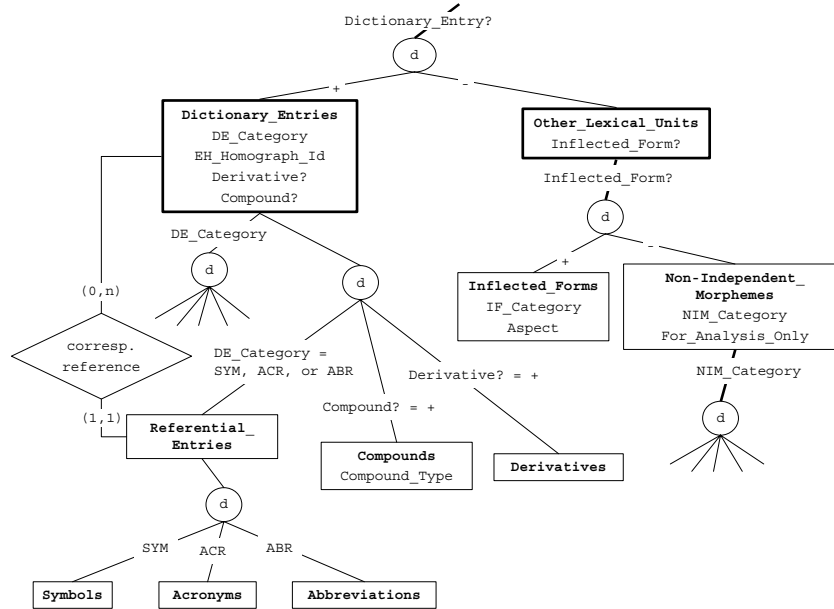 Dictionary_Entry?
d
+
-
Dictionary_Entries
DE_Category
EH_Homograph_Id
Derivative?
Compound?
Other_Lexical_Units
Inflected_Form?
Inflected_Form?
d
+
-
DE_Category
d
d
Inflected_Forms
IF_Category
Aspect
Non-Independent_
Morphemes
NIM_Category
For_Analysis_Only
(0,n)
corresp.
reference
(1,1)
DE_Category =
SYM, ACR, or ABR
Derivative? = +
NIM_Category
Compound? = +
d
Referential_
Entries
Compounds
Compound_Type
Derivatives
d
SYM
ACR
ABR
Symbols
Acronyms
Abbreviations